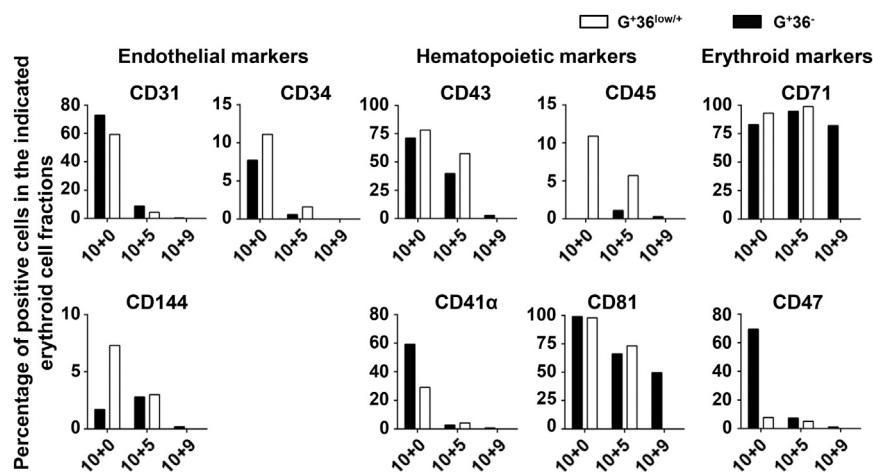 G⁺36ˡᵒʷ/⁺ G⁺36⁻
Endothelial markers Hematopoietic markers Erythroid markers
Percentage of positive cells in the indicated
erythroid cell fractions
CD31
80
60
40
20
0
10+0 10+5 10+9
CD34
15
10
5
0
10+0 10+5 10+9
CD43
100
75
50
25
0
10+0 10+5 10+9
CD45
15
10
5
0
10+0 10+5 10+9
CD71
100
75
50
25
0
10+0 10+5 10+9
CD144
10
5
0
10+0 10+5 10+9
CD41α
80
60
40
20
0
10+0 10+5 10+9
CD81
100
75
50
25
0
10+0 10+5 10+9
CD47
80
60
40
20
0
10+0 10+5 10+9